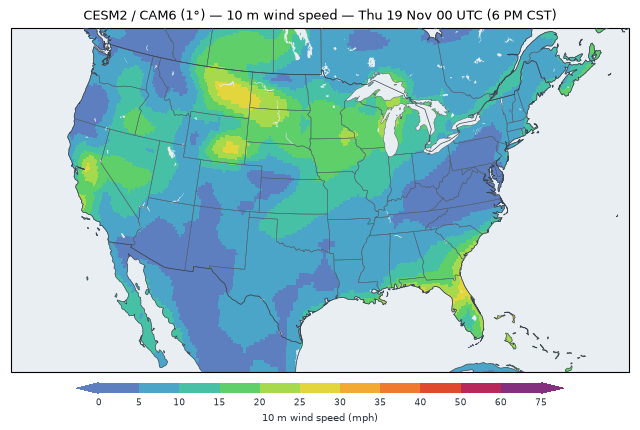 CESM2 / CAM6 (1°) — 10 m wind speed — Thu 19 Nov 00 UTC (6 PM CST)
0 5 10 15 20 25 30 35 40 50 60 75
10 m wind speed (mph)